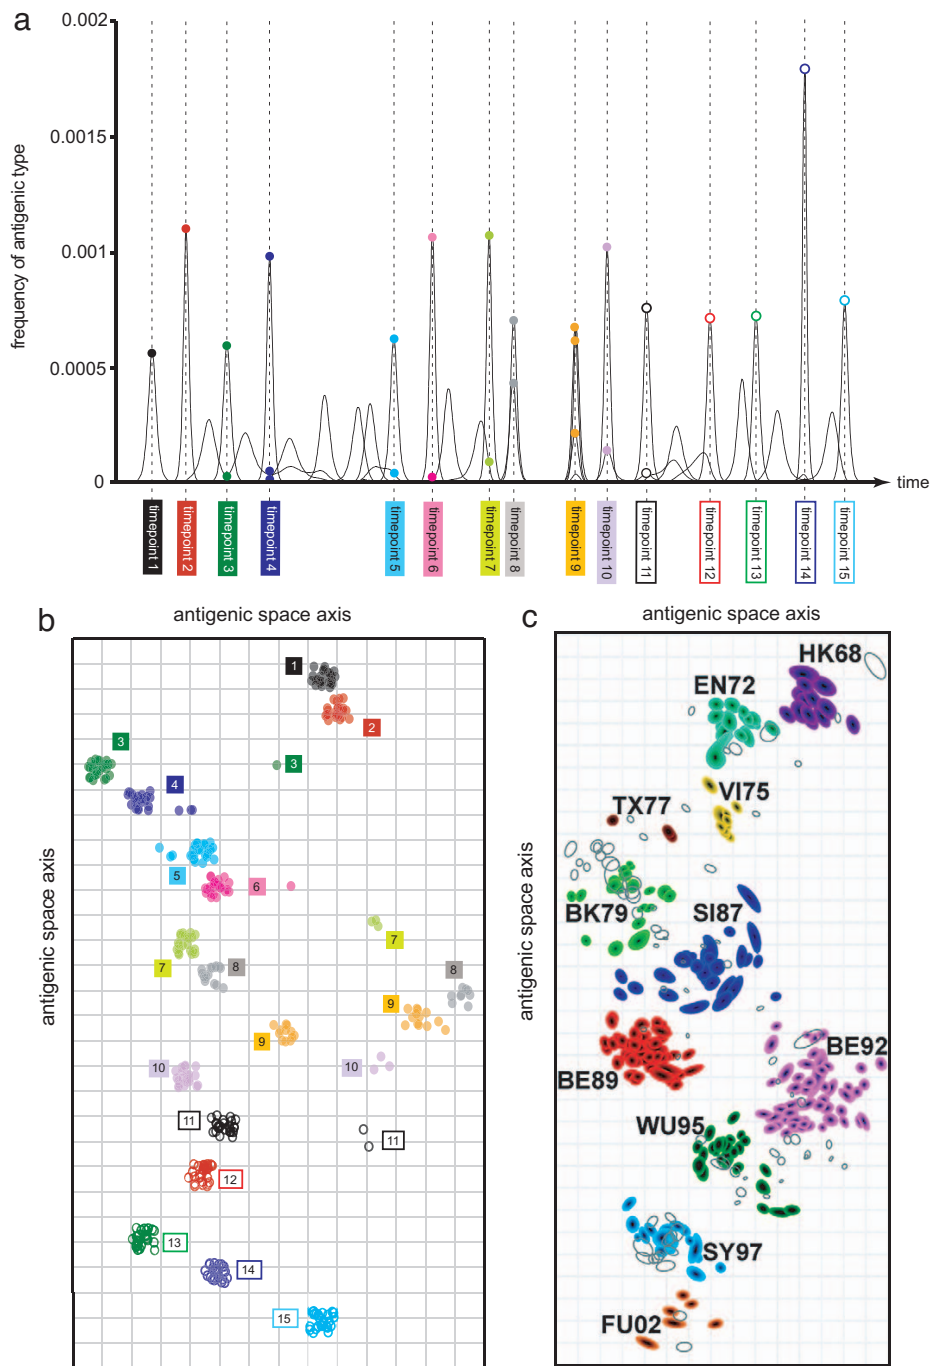 a
0.002
0.0015
0.001
0.0005
0
frequency of antigenic type
time
timepoint 1
timepoint 2
timepoint 3
timepoint 4
timepoint 5
timepoint 6
timepoint 7
timepoint 8
timepoint 9
timepoint 10
timepoint 11
timepoint 12
timepoint 13
timepoint 14
timepoint 15
b
antigenic space axis
antigenic space axis
1
2
3
3
4
5
6
7
7
8
8
9
9
10
10
11
11
12
13
14
15
c
antigenic space axis
antigenic space axis
HK68
EN72
VI75
TX77
BK79
SI87
BE92
BE89
WU95
SY97
FU02